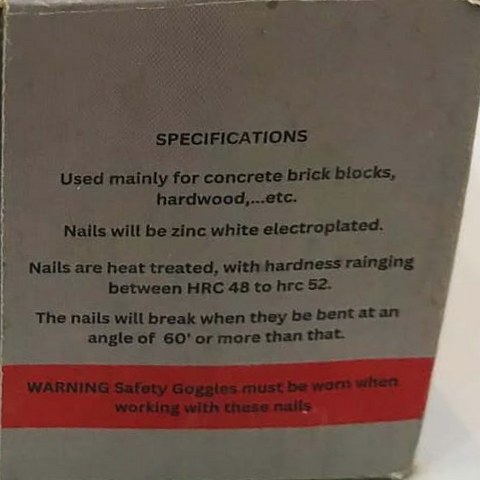 SPECIFICATIONS
Used mainly for concrete brick blocks,
hardwood,...etc.
Nails will be zinc white electroplated.
Nails are heat treated, with hardness rainging
between HRC 48 to hrc 52.
The nails will break when they be bent at an
angle of 60' or more than that.
WARNING Safety Goggles must be worn when
working with these nails